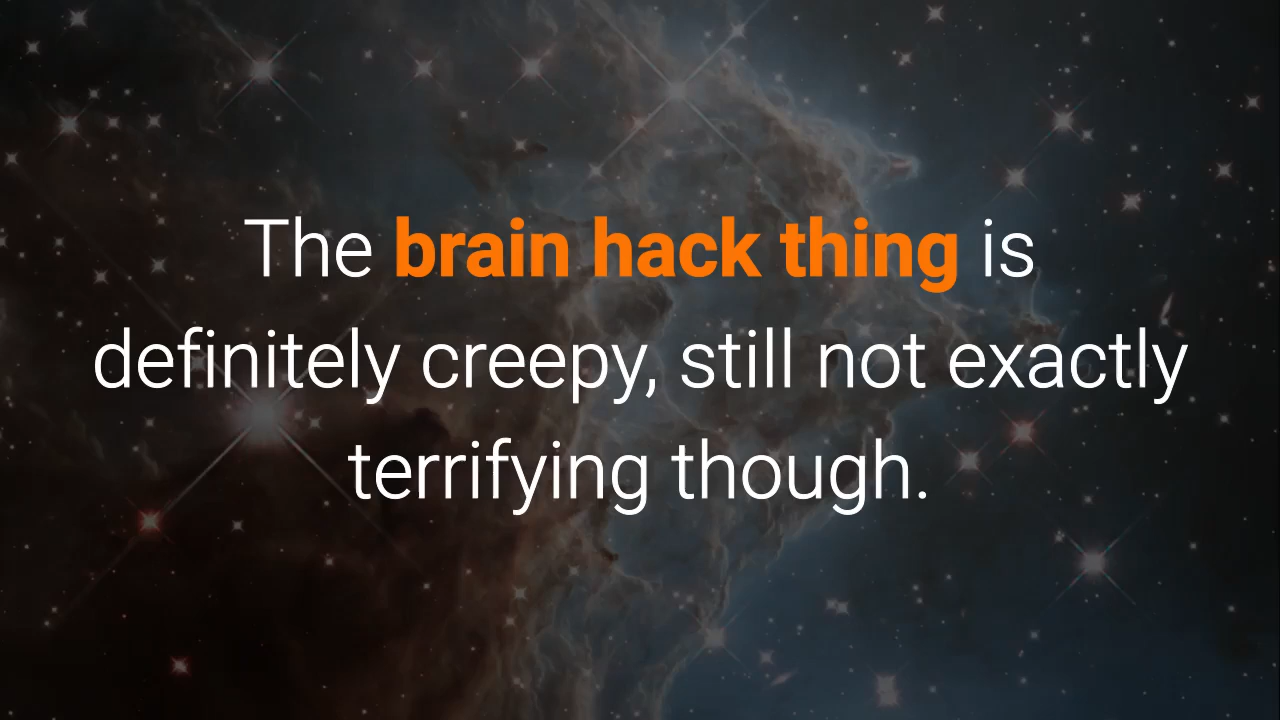 The brain hack thing is
definitely creepy, still not exactly
terrifying though.